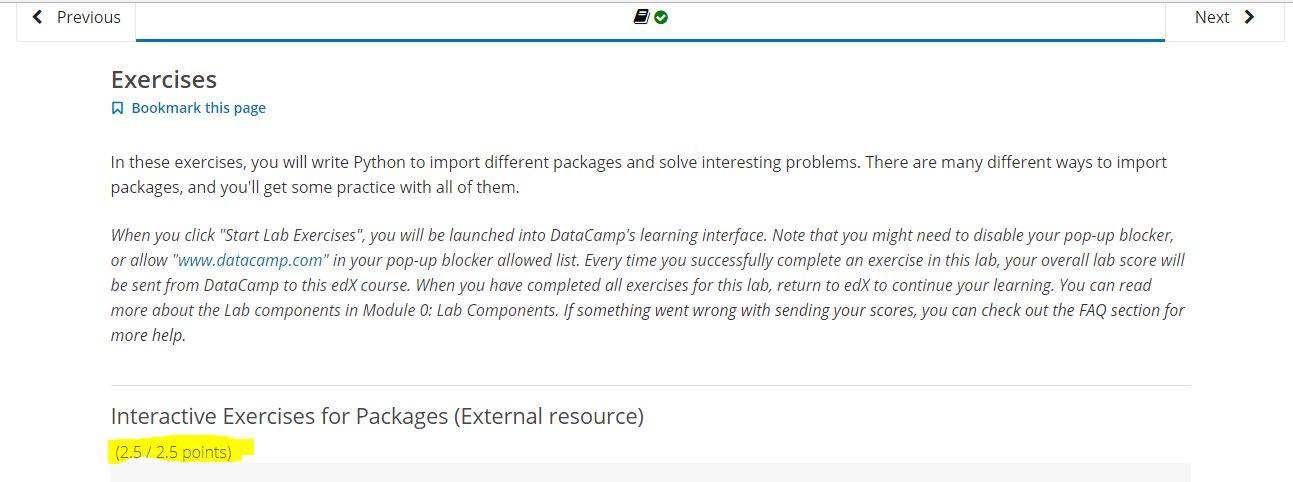 Previous
Next
Exercises
Bookmark this page
In these exercises, you will write Python to import different packages and solve interesting problems. There are many different ways to import
packages, and you'll get some practice with all of them.
When you click "Start Lab Exercises", you will be launched into DataCamp's learning interface. Note that you might need to disable your pop-up blocker,
or allow "www.datacamp.com" in your pop-up blocker allowed list. Every time you successfully complete an exercise in this lab, your overall lab score will
be sent from DataCamp to this edX course. When you have completed all exercises for this lab, return to edX to continue your learning. You can read
more about the Lab components in Module 0: Lab Components. If something went wrong with sending your scores, you can check out the FAQ section for
more help.
Interactive Exercises for Packages (External resource)
(2.5 / 2.5 points)